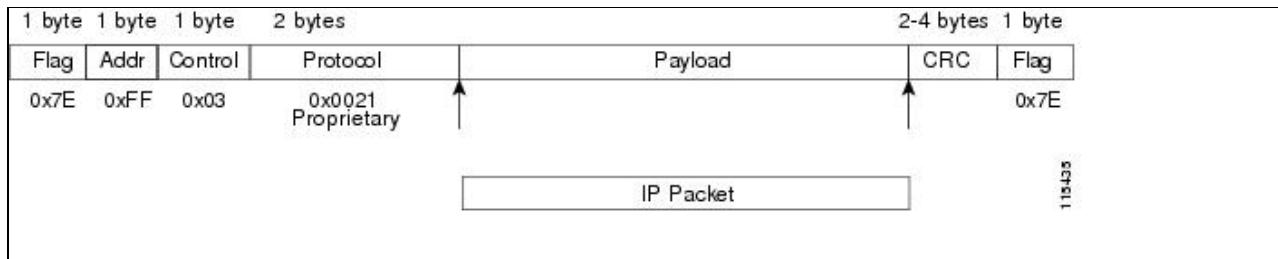 1 byte 1 byte 1 byte 2 bytes 2-4 bytes 1 byte
Flag Addr Control Protocol Payload CRC Flag
0x7E 0xFF 0x03 0x0021 0x7E
Proprietary
IP Packet
115435